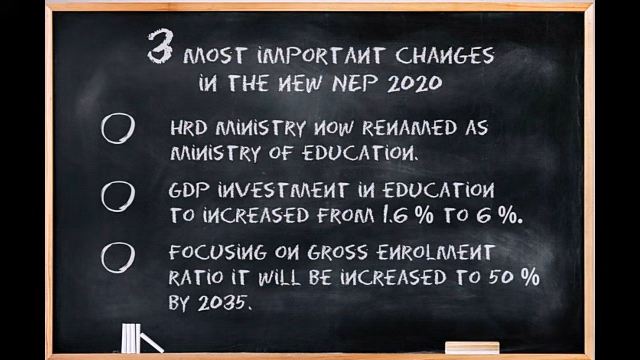 3 MOST IMPORTANT CHANGES
IN THE NEW NEP 2020
HRD MINISTRY NOW RENAMED AS
MINISTRY OF EDUCATION.
GDP INVESTMENT IN EDUCATION
TO INCREASED FROM 1.6 % TO 6 %.
FOCUSING ON GROSS ENROLMENT
RATIO IT WILL BE INCREASED TO 50 %
BY 2035.